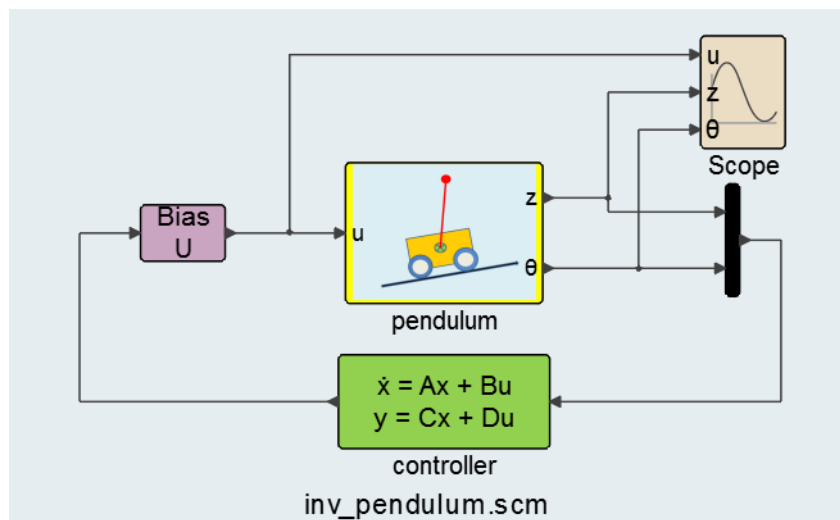 u
z
θ
Scope
Bias
U
u
z
θ
pendulum
ẋ = Ax + Bu
y = Cx + Du
controller
inv_pendulum.scm